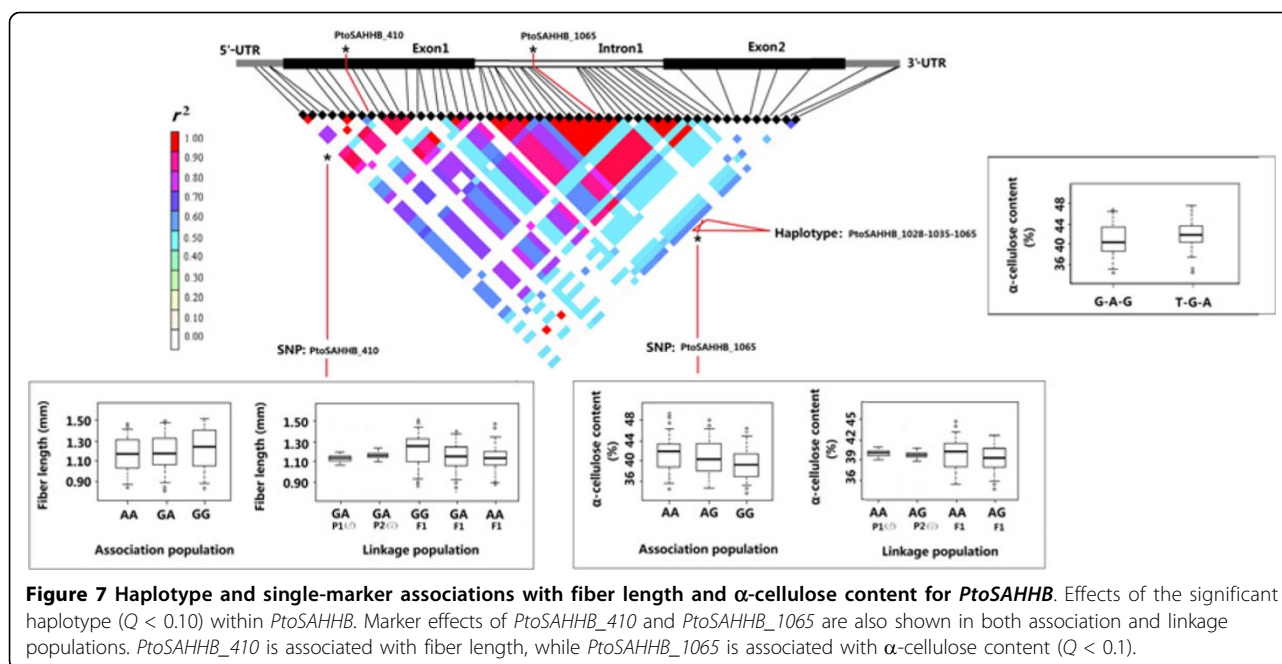 PtoSAHHB_410
PtoSAHHB_1065
5'-UTR
*
Exon1
*
Intron1
Exon2
3'-UTR
r²
1.00
0.90
0.80
0.70
0.60
0.50
0.40
0.30
0.20
0.10
0.00
*
*
Haplotype: PtoSAHHB_1028-1035-1065
α-cellulose content
(%)
36 40 44 48
G-A-G T-G-A
SNP: PtoSAHHB_410
SNP: PtoSAHHB_1065
Fiber length (mm)
1.50
1.30
1.10
0.90
AA GA GG
Association population
Fiber length (mm)
1.50
1.30
1.10
0.90
GA GA GG GA AA
P1 P2 F1 F1 F1
Linkage population
α-cellulose content
(%)
36 40 44 48
AA AG GG
Association population
α-cellulose content
(%)
36 39 42 45
AA AG AA AG
P1 P2 F1 F1
Linkage population
Figure 7 Haplotype and single-marker associations with fiber length and α-cellulose content for PtoSAHHB. Effects of the significant
haplotype (Q < 0.10) within PtoSAHHB. Marker effects of PtoSAHHB_410 and PtoSAHHB_1065 are also shown in both association and linkage
populations. PtoSAHHB_410 is associated with fiber length, while PtoSAHHB_1065 is associated with α-cellulose content (Q < 0.1).